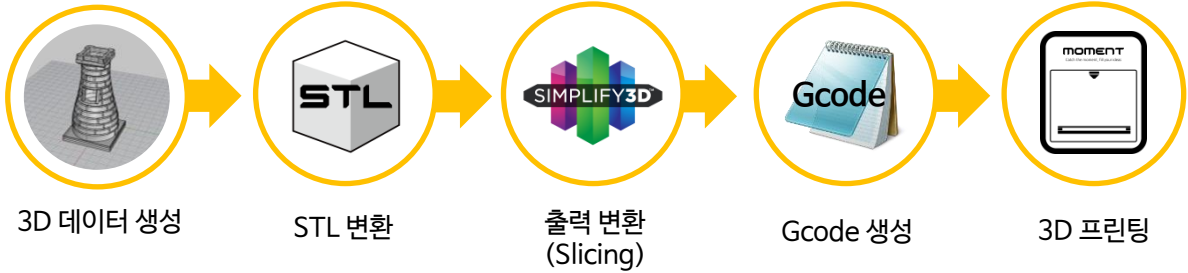 STL
SIMPLIFY3D
Gcode
MOMENT
3D 데이터 생성
STL 변환
출력 변환
(Slicing)
Gcode 생성
3D 프린팅